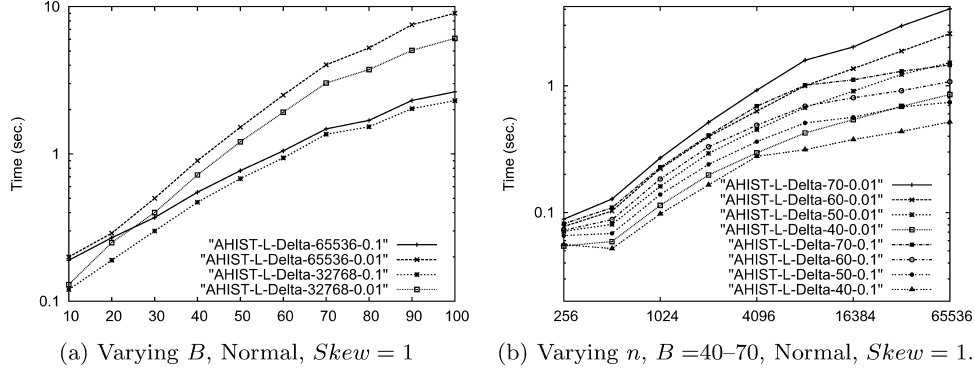 10
1
0.1
Time (sec.)
"AHIST-L-Delta-65536-0.1"
"AHIST-L-Delta-65536-0.01"
"AHIST-L-Delta-32768-0.1"
"AHIST-L-Delta-32768-0.01"
10 20 30 40 50 60 70 80 90 100
(a) Varying B, Normal, Skew = 1
1
0.1
Time (sec.)
"AHIST-L-Delta-70-0.01"
"AHIST-L-Delta-60-0.01"
"AHIST-L-Delta-50-0.01"
"AHIST-L-Delta-40-0.01"
"AHIST-L-Delta-70-0.1"
"AHIST-L-Delta-60-0.1"
"AHIST-L-Delta-50-0.1"
"AHIST-L-Delta-40-0.1"
256 1024 4096 16384 65536
(b) Varying n, B =40–70, Normal, Skew = 1.